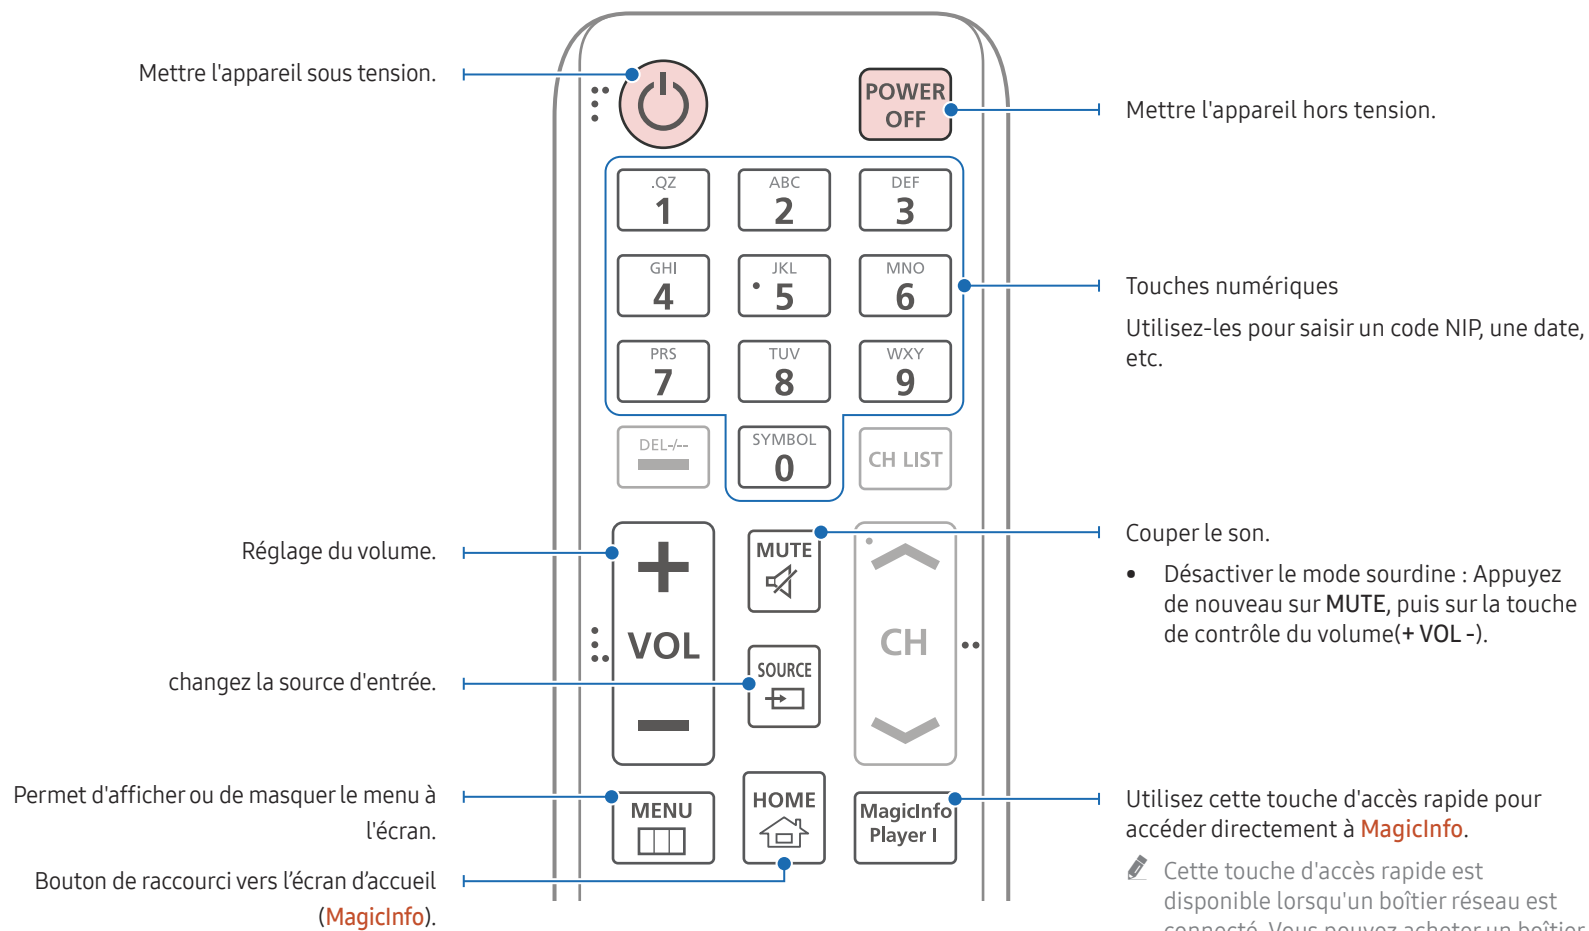 Mettre l'appareil sous tension.
POWER
OFF
Mettre l'appareil hors tension.
.QZ
1
ABC
2
DEF
3
GHI
4
JKL
5
MNO
6
PRS
7
TUV
8
WXY
9
Touches numériques
Utilisez-les pour saisir un code NIP, une date,
etc.
DEL-/--
SYMBOL
0
CH LIST
Réglage du volume.
VOL
MUTE
CH
Couper le son.
• Désactiver le mode sourdine : Appuyez
de nouveau sur MUTE, puis sur la touche
de contrôle du volume(+ VOL -).
changez la source d'entrée.
SOURCE
Permet d'afficher ou de masquer le menu à
l'écran.
MENU
HOME
MagicInfo
Player I
Utilisez cette touche d'accès rapide pour
accéder directement à MagicInfo.
Bouton de raccourci vers l’écran d’accueil
(MagicInfo).
Cette touche d'accès rapide est
disponible lorsqu'un boîtier réseau est
connecté. Vous pouvez acheter un boîtier